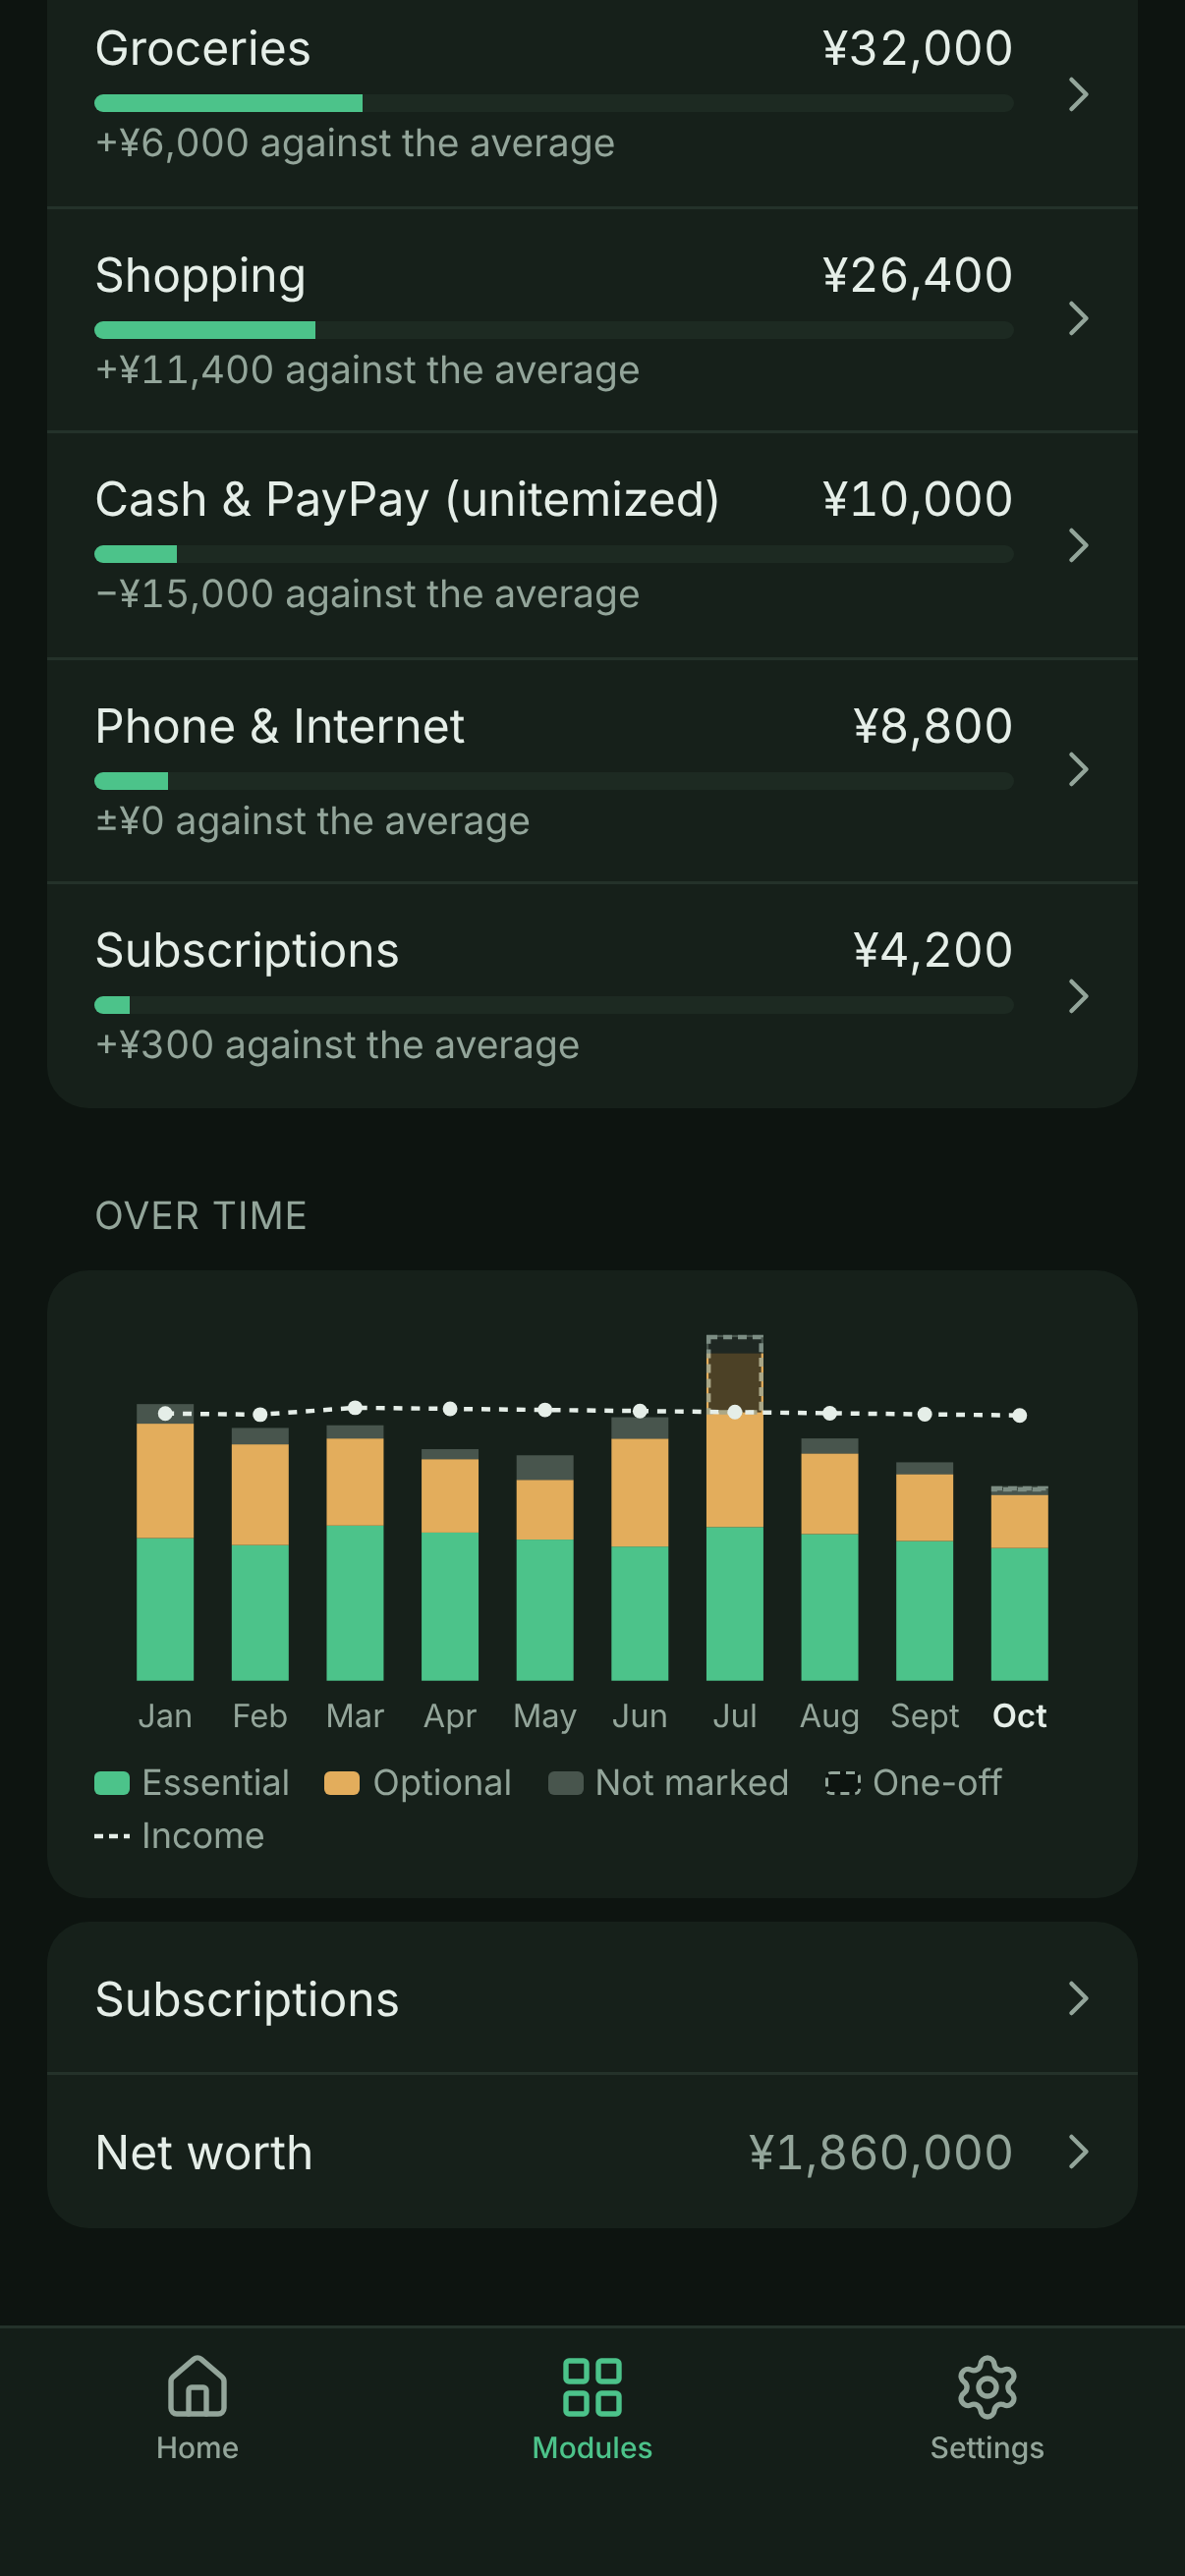 Groceries ¥32,000
+¥6,000 against the average
Shopping ¥26,400
+¥11,400 against the average
Cash & PayPay (unitemized) ¥10,000
−¥15,000 against the average
Phone & Internet ¥8,800
±¥0 against the average
Subscriptions ¥4,200
+¥300 against the average
OVER TIME
Jan Feb Mar Apr May Jun Jul Aug Sept Oct
Essential Optional Not marked One-off
Income
Subscriptions
Net worth ¥1,860,000
Home Modules Settings